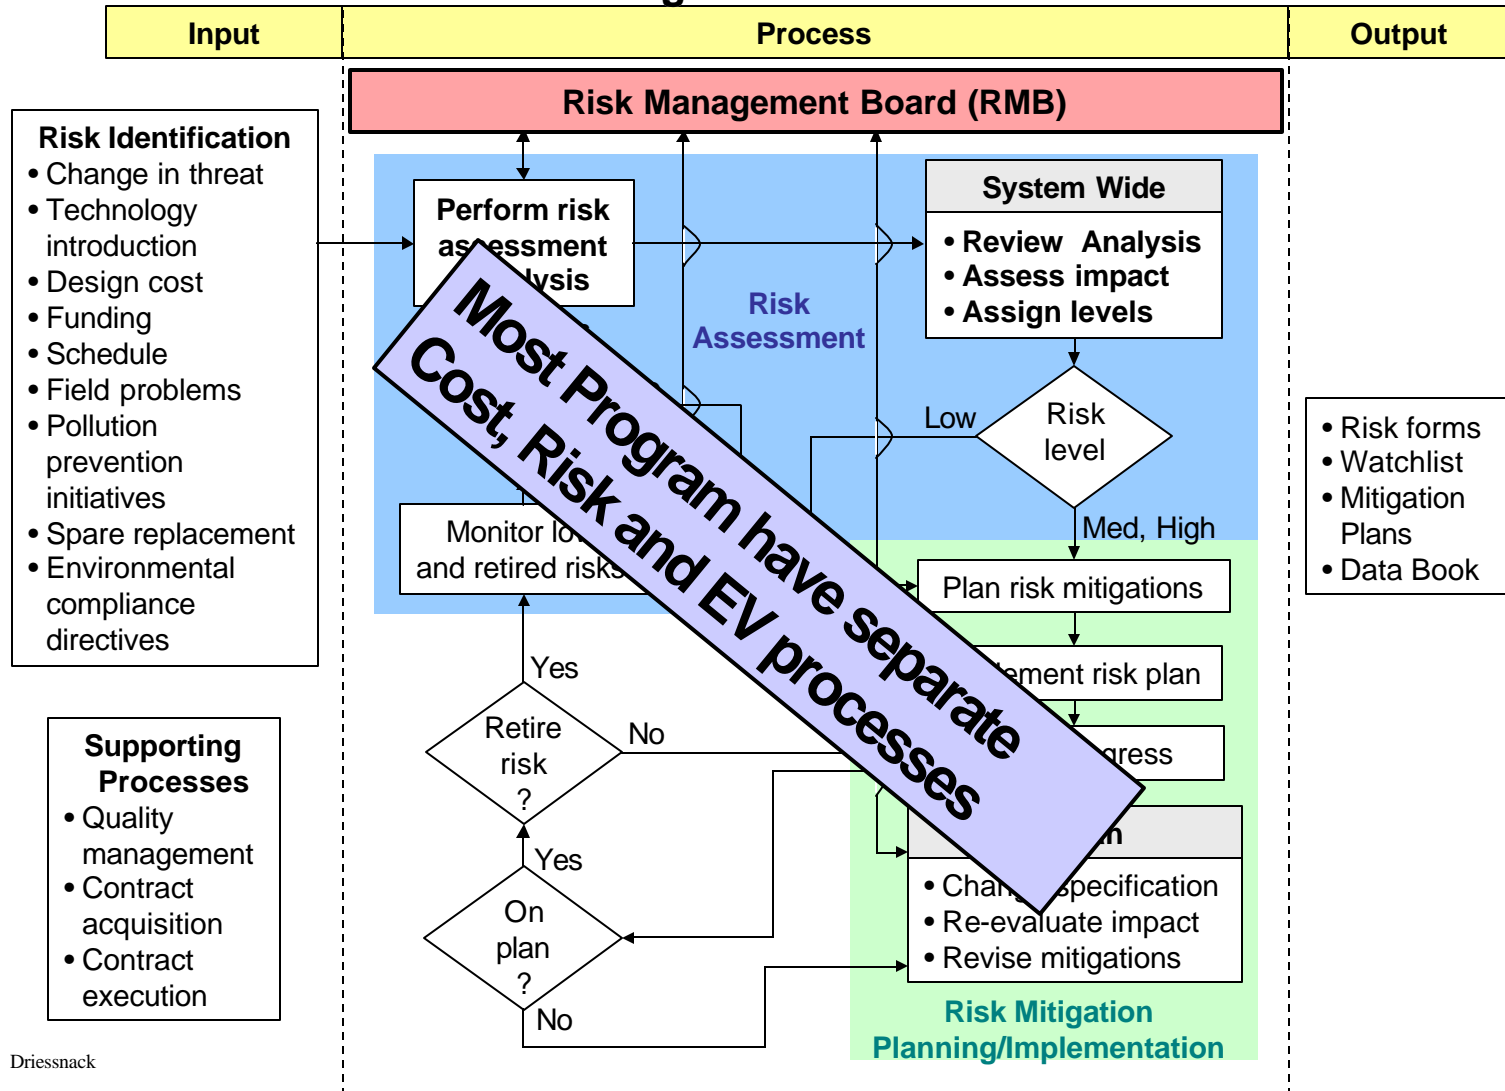 Input
Process
Output
Risk Management Board (RMB)
Risk Identification
• Change in threat
• Technology
introduction
• Design cost
• Funding
• Schedule
• Field problems
• Pollution
prevention
initiatives
• Spare replacement
• Environmental
compliance
directives
Supporting
Processes
• Quality
management
• Contract
acquisition
• Contract
execution
Perform risk
assessment
System Wide
• Review Analysis
• Assess impact
• Assign levels
Risk
Assessment
Low
Risk
level
Med, High
Most Program have separate
Cost, Risk and EV processes
Monitor
and retired risks
Plan risk mitigations
risk plan
Yes
Retire
risk
?
No
Yes
On
plan
?
No
specification
• Re-evaluate impact
• Revise mitigations
Risk Mitigation
Planning/Implementation
• Risk forms
• Watchlist
• Mitigation
Plans
• Data Book
Driessnack